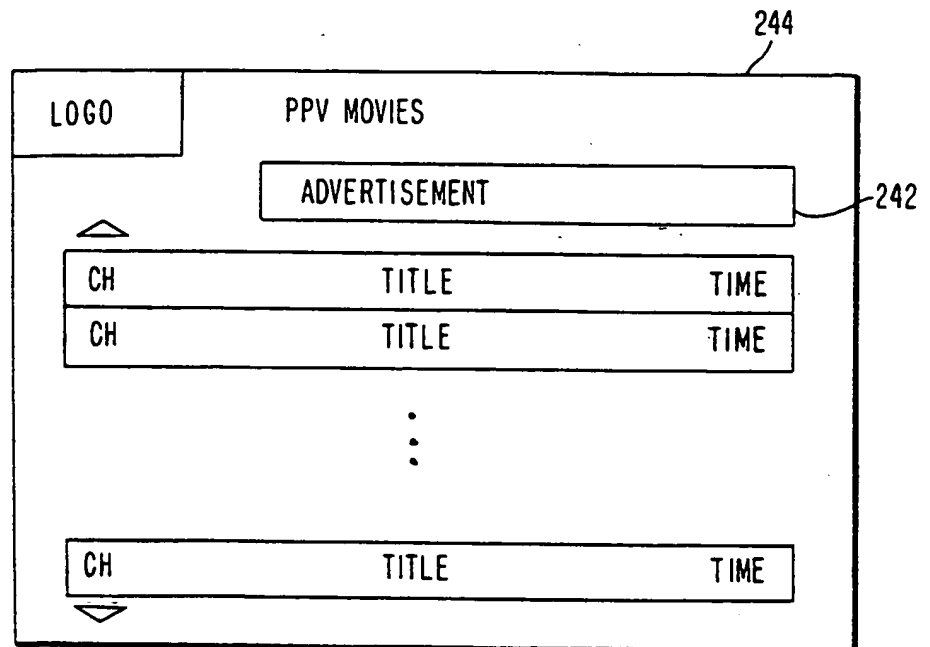 244
LOGO
PPV MOVIES
ADVERTISEMENT
242
CH TITLE TIME
CH TITLE TIME
CH TITLE TIME